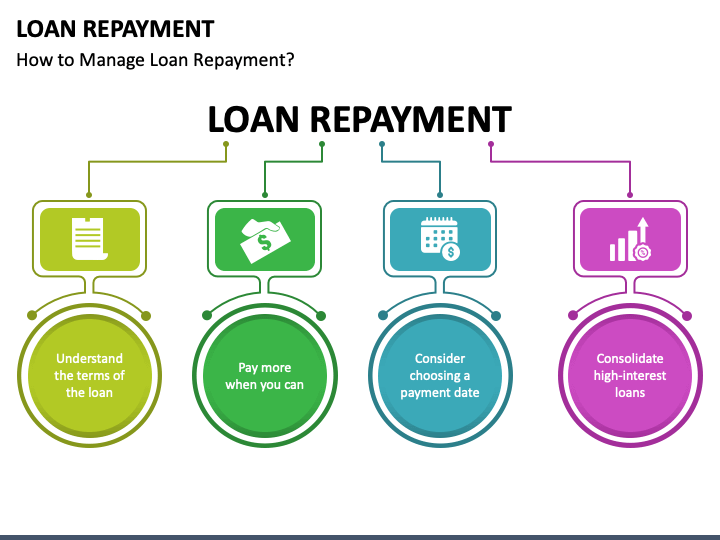 LOAN REPAYMENT
How to Manage Loan Repayment?
LOAN REPAYMENT
Understand
the terms of
the loan
Pay more
when you can
Consider
choosing a
payment date
Consolidate
high-interest
loans